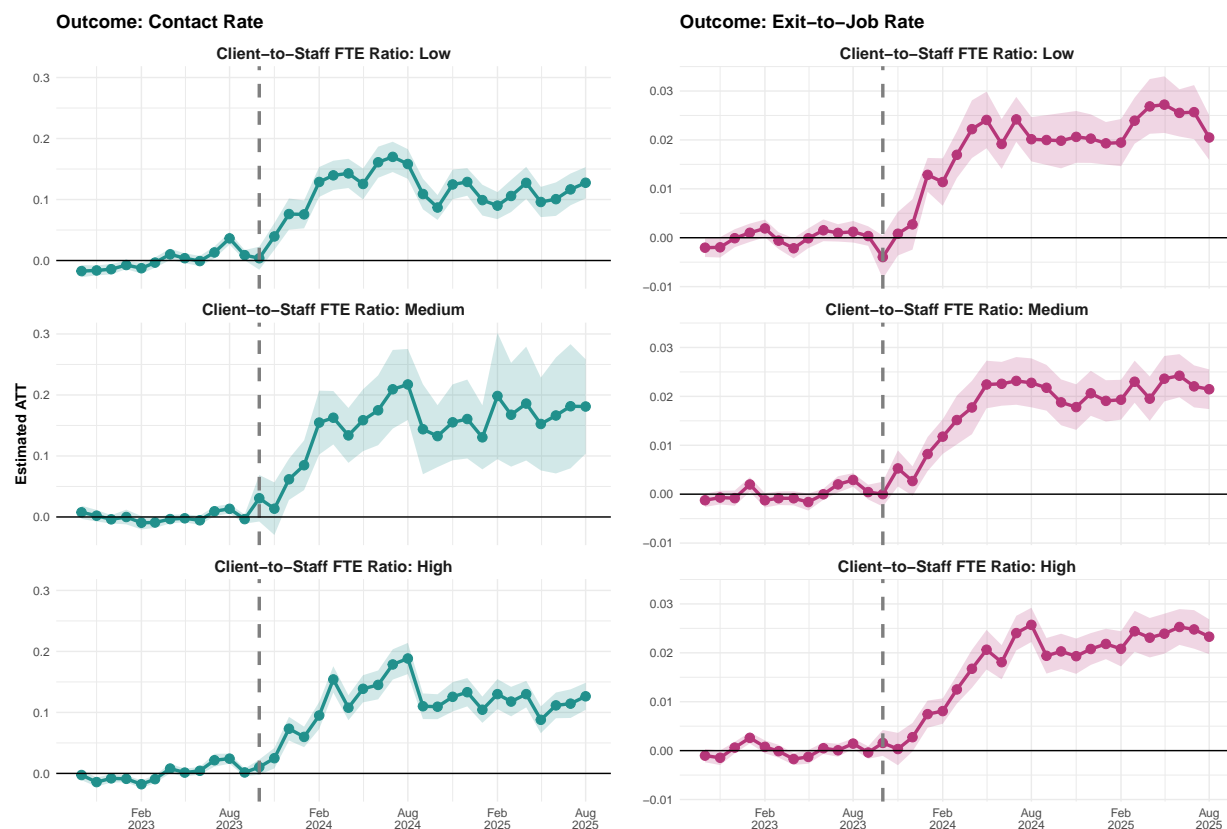 Outcome: Contact Rate
Client−to−Staff FTE Ratio: Low
0.3
0.2
0.1
0.0
Client−to−Staff FTE Ratio: Medium
0.3
0.2
0.1
0.0
Client−to−Staff FTE Ratio: High
0.3
0.2
0.1
0.0
Estimated ATT
Feb
2023
Aug
2023
Feb
2024
Aug
2024
Feb
2025
Aug
2025
Outcome: Exit−to−Job Rate
Client−to−Staff FTE Ratio: Low
0.03
0.02
0.01
0.00
−0.01
Client−to−Staff FTE Ratio: Medium
0.03
0.02
0.01
0.00
−0.01
Client−to−Staff FTE Ratio: High
0.03
0.02
0.01
0.00
−0.01
Feb
2023
Aug
2023
Feb
2024
Aug
2024
Feb
2025
Aug
2025